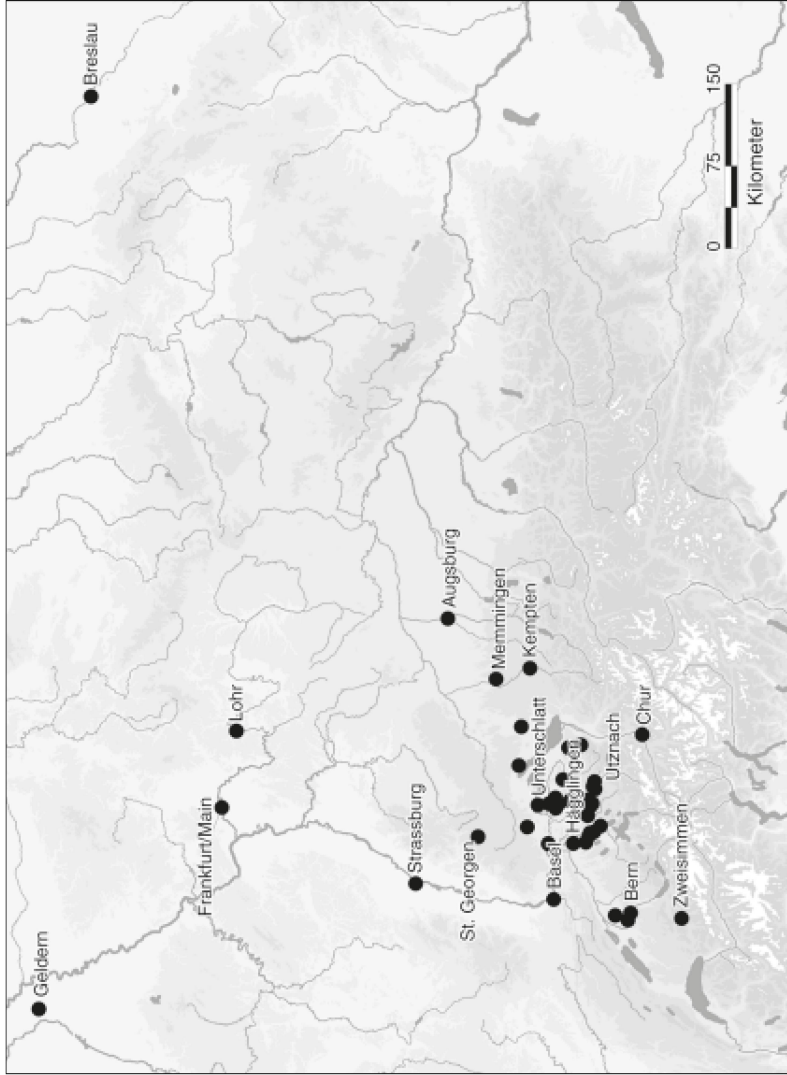 Geldern
Breslau
Frankfurt/Main
Lohr
Strassburg
Augsburg
St. Georgen
Memmingen
Kempten
Unterschlatt
Basel
Hägglingen
Utznach
Bern
Chur
Zweisimmen
0 75 150
Kilometer